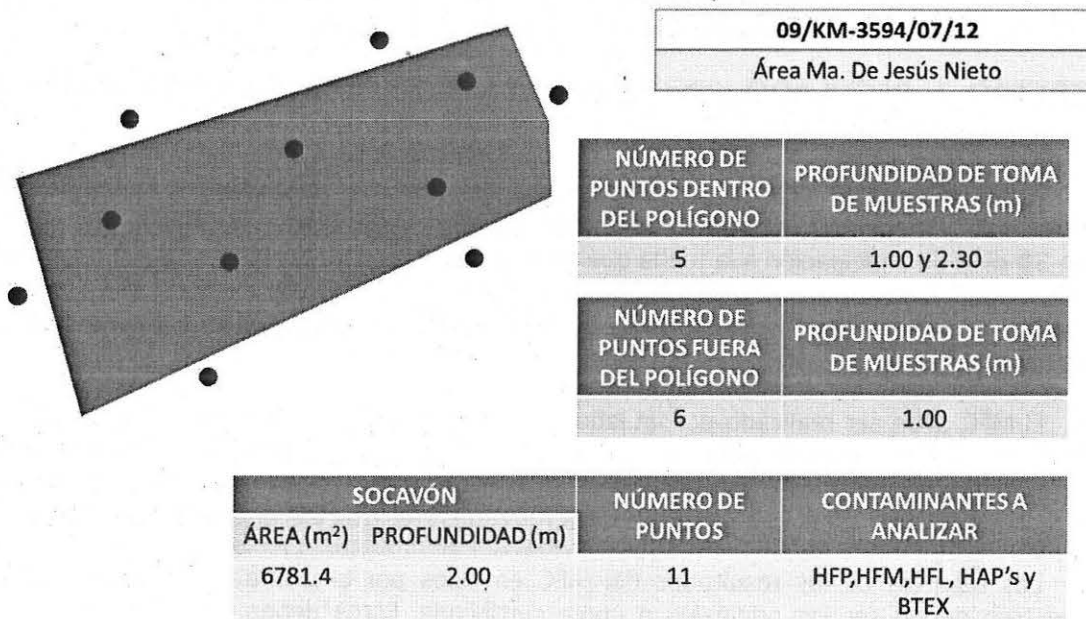 09/KM-3594/07/12
Área Ma. De Jesús Nieto
NÚMERO DE
PUNTOS DENTRO
DEL POLÍGONO
PROFUNDIDAD DE TOMA
DE MUESTRAS (m)
5
1.00 y 2.30
NÚMERO DE
PUNTOS FUERA
DEL POLÍGONO
PROFUNDIDAD DE TOMA
DE MUESTRAS (m)
6
1.00
SOCAVÓN
NÚMERO DE
PUNTOS
CONTAMINANTES A
ANALIZAR
ÁREA (m²)
PROFUNDIDAD (m)
6781.4
2.00
11
HFP,HFM,HFL, HAP's y
BTEX